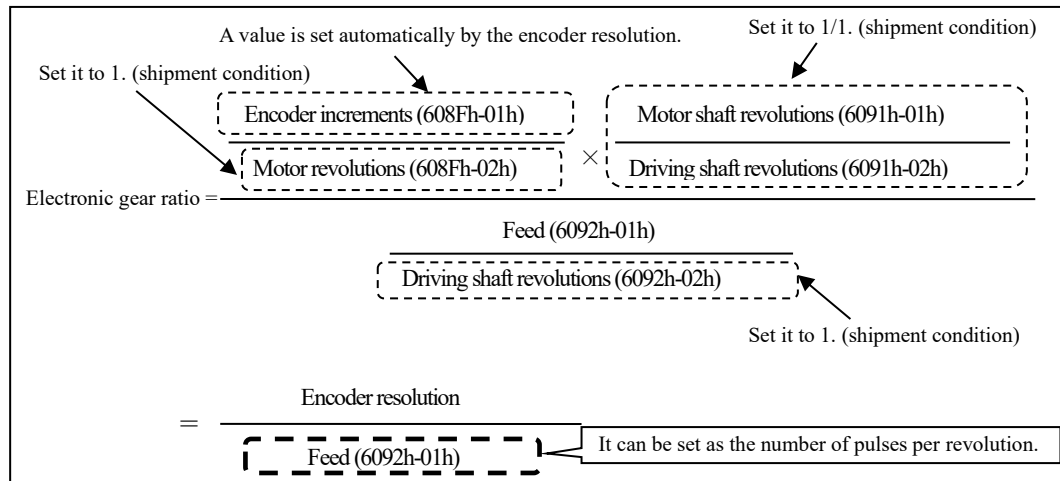 A value is set automatically by the encoder resolution.
Set it to 1/1. (shipment condition)
Set it to 1. (shipment condition)
Encoder increments (608Fh-01h)
Motor shaft revolutions (6091h-01h)
×
Motor revolutions (608Fh-02h)
Driving shaft revolutions (6091h-02h)
Electronic gear ratio =
Feed (6092h-01h)
Driving shaft revolutions (6092h-02h)
Set it to 1. (shipment condition)
Encoder resolution
=
Feed (6092h-01h)
It can be set as the number of pulses per revolution.